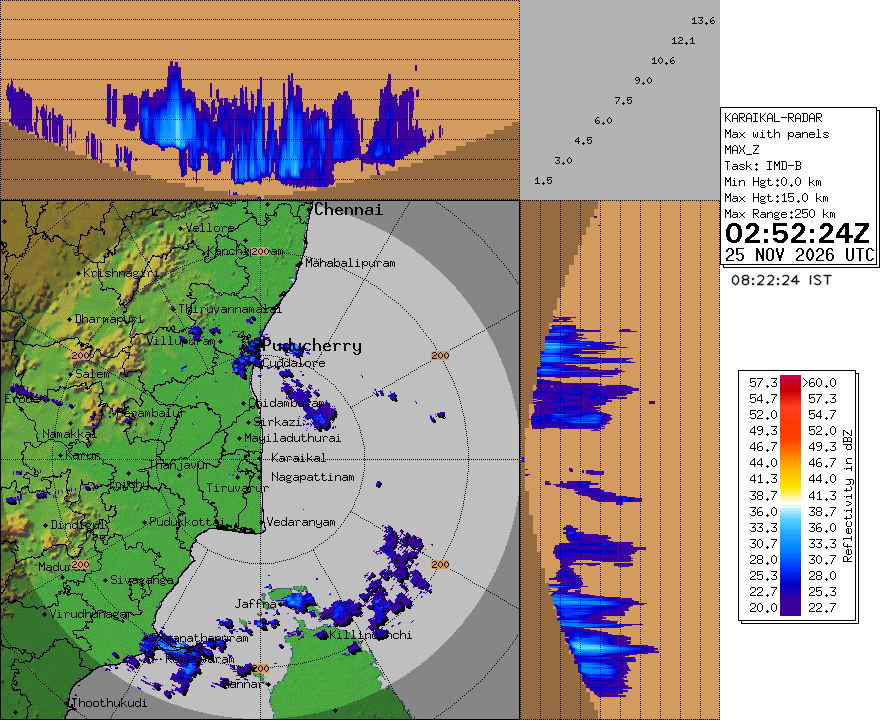 13.6
12.1
10.6
9.0
7.5
6.0
4.5
3.0
1.5
KARAIKAL-RADAR
Max with panels
MAX_Z
Task: IMD-B
Min Hgt:0.0 km
Max Hgt:15.0 km
Max Range:250 km
02:52:24Z
25 NOV 2026 UTC
08:22:24 IST
Chennai
Vellore
200
Mahabalipuram
Krishnagiri
Thiruvannamalai
Dharmapuri
Villupuram
Puducherry
200
200
Cuddalore
Salem
Chidambaram
Perambalur
Sirkazi
Namakkal
Mayiladuthurai
Karur
Karaikal
Thanjavur
Nagapattinam
Tiruvarur
Pudukkottai
Vedaranyam
Dindigul
200
200
Sivaganga
Jaffna
Virudhunagar
Killinochchi
200
Thoothukudi
57.3 >60.0
54.7 57.3
52.0 54.7
49.3 52.0
46.7 49.3
44.0 46.7
41.3 44.0
38.7 41.3
36.0 38.7
33.3 36.0
30.7 33.3
28.0 30.7
25.3 28.0
22.7 25.3
20.0 22.7
Reflectivity in dBZ